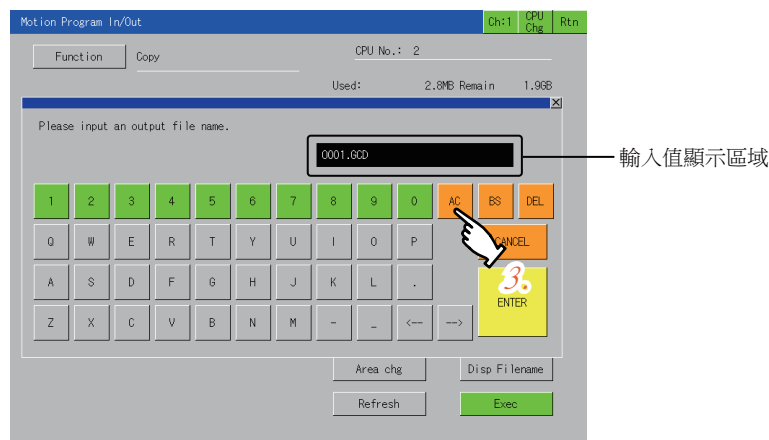 Motion Program In/Out Ch:1 CPU Chg Rtn
Function Copy CPU No.: 2
Used: 2.8MB Remain 1.9GB
Please input an output file name.
0001.GCD
輸入值顯示區域
1 2 3 4 5 6 7 8 9 0 AC BS DEL
Q W E R T Y U I O P CANCEL
A S D F G H J K L .
3.
ENTER
Z X C V B N M - _ <-- -->
Area chg Disp Filename
Refresh Exec